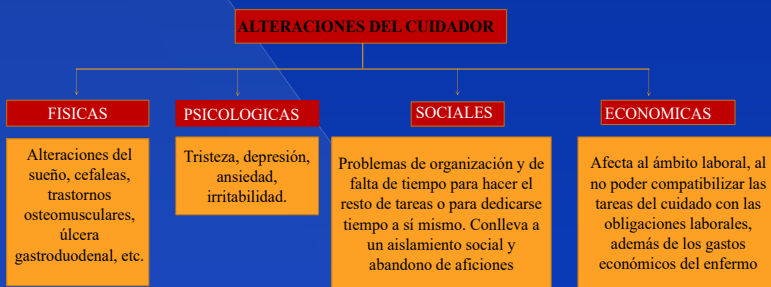 ALTERACIONES DEL CUIDADOR
FISICAS
Alteraciones del
sueño, cefaleas,
trastornos
osteomusculares,
úlcera
gastroduodenal, etc.
PSICOLOGICAS
Tristeza, depresión,
ansiedad,
irritabilidad.
SOCIALES
Problemas de organización y de
falta de tiempo para hacer el
resto de tareas o para dedicarse
tiempo a sí mismo. Conlleva a
un aislamiento social y
abandono de aficiones
ECONOMICAS
Afecta al ámbito laboral, al
no poder compatibilizar las
tareas del cuidado con las
obligaciones laborales,
además de los gastos
económicos del enfermo